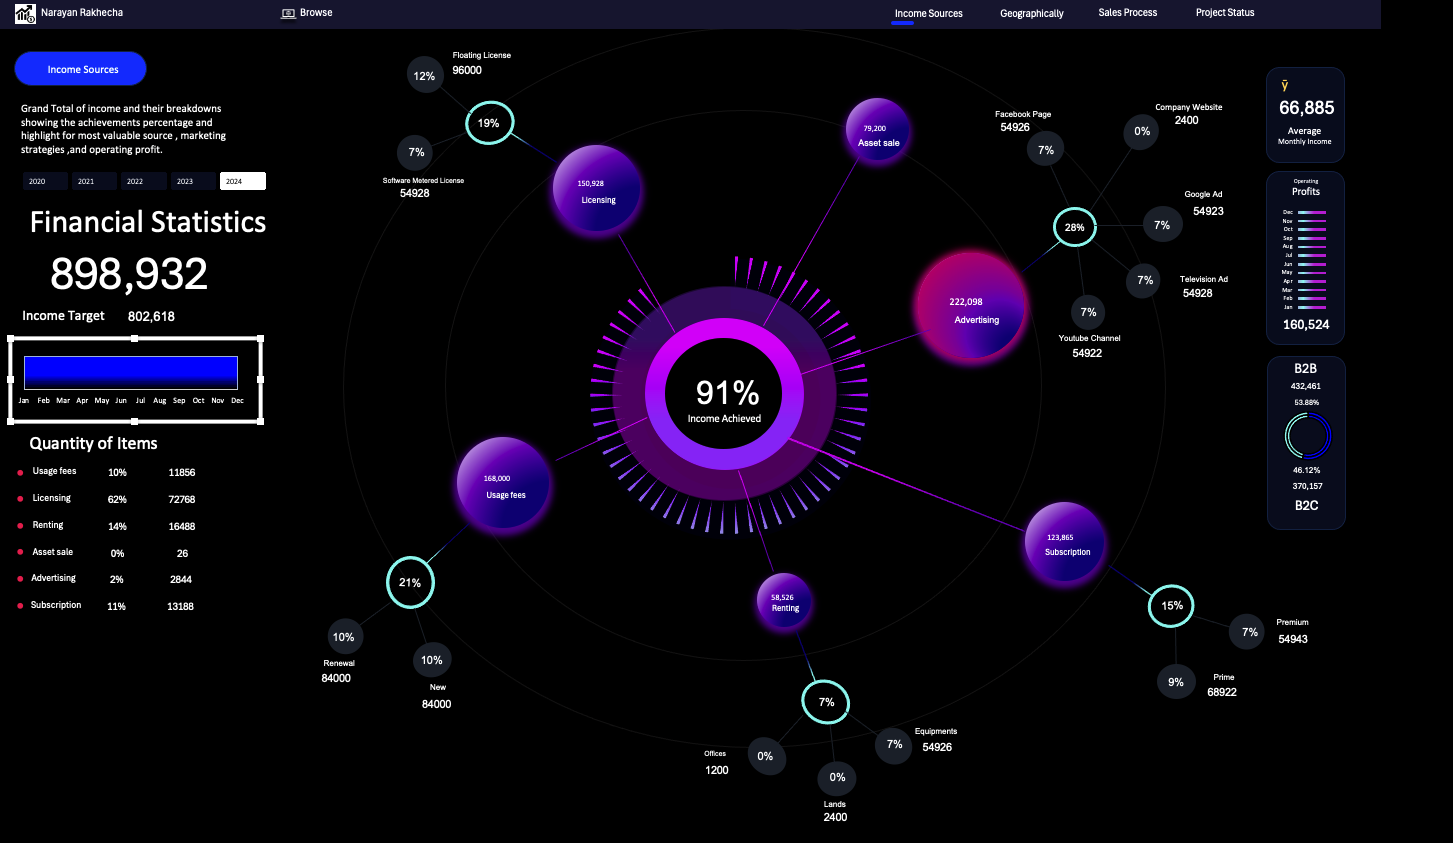 Narayan Rakhecha
Browse
Income Sources
Geographically
Sales Process
Project Status
Income Sources
Grand Total of income and their breakdowns
showing the achievements percentage and
highlight for most valuable source , marketing
strategies ,and operating profit.
2020
2021
2022
2023
2024
Financial Statistics
898,932
Income Target
802,618
Jan Feb Mar Apr May Jun Jul Aug Sep Oct Nov Dec
Quantity of Items
Usage fees 10% 11856
Licensing 62% 72768
Renting 14% 16488
Asset sale 0% 26
Advertising 2% 2844
Subscription 11% 13188
Floating License
96000
12%
19%
7%
Software Metered License
54928
150,928
Licensing
79,200
Asset sale
Facebook Page
54926
7%
Company Website
2400
0%
Google Ad
54923
7%
28%
Television Ad
54928
7%
7%
Youtube Channel
54922
222,098
Advertising
91%
Income Achieved
168,000
Usage fees
21%
10%
Renewal
84000
10%
New
84000
58,526
Renting
7%
Offices
1200
0%
0%
Lands
2400
7%
Equipments
54926
123,865
Subscription
15%
7%
Premium
54943
9%
Prime
68922
ȳ
66,885
Average
Monthly Income
Operating
Profits
Dec
Nov
Oct
Sep
Aug
Jul
Jun
May
Apr
Mar
Feb
Jan
160,524
B2B
432,461
53.88%
46.12%
370,157
B2C